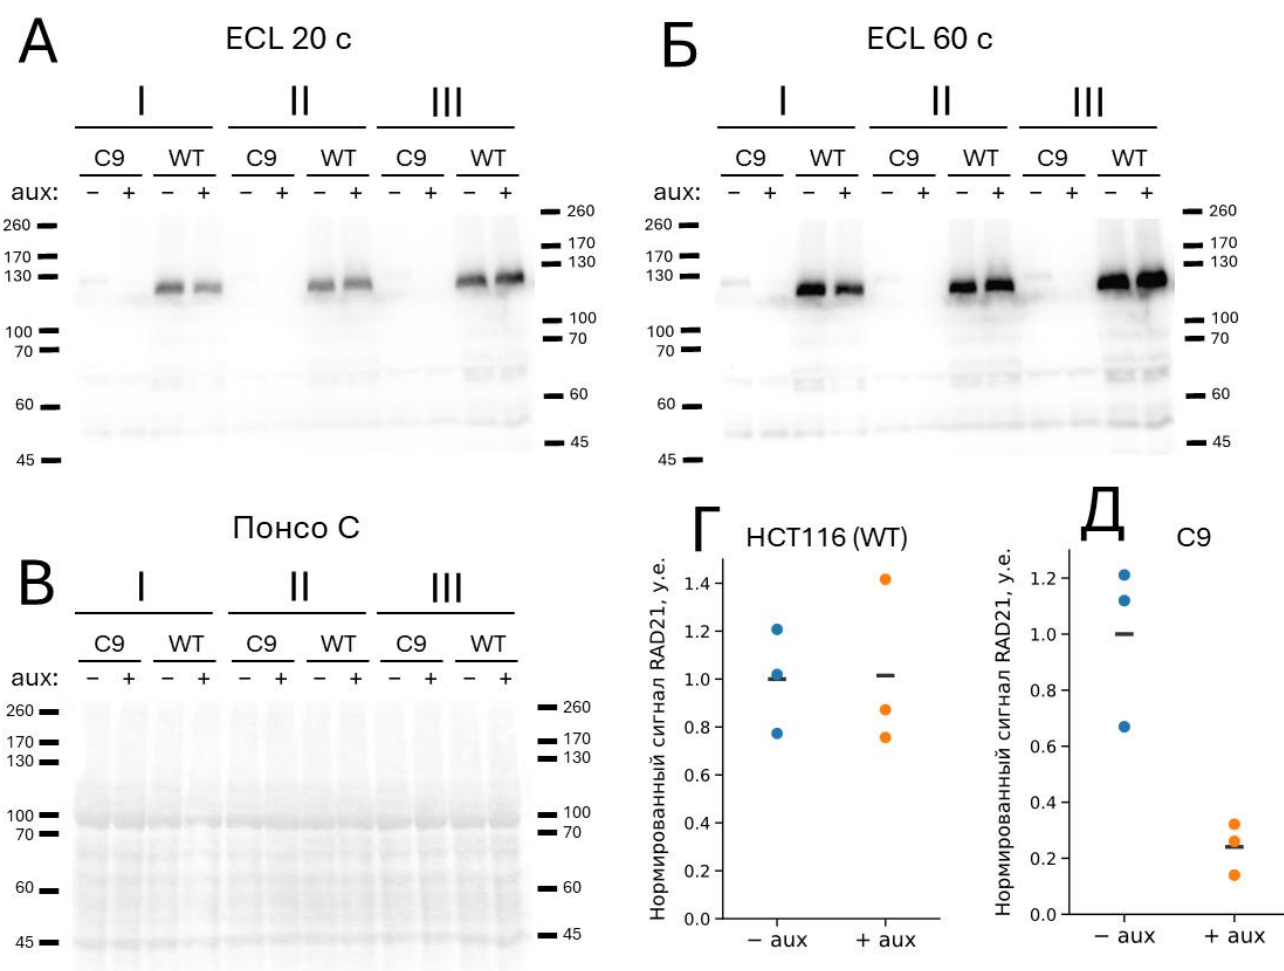 А
ECL 20 с
I II III
C9 WT C9 WT C9 WT
aux: − + − + − + − + − + − +
260
170
130
100
70
60
45
260
170
130
100
70
60
45
Б
ECL 60 с
I II III
C9 WT C9 WT C9 WT
aux: − + − + − + − + − + − +
260
170
130
100
70
60
45
260
170
130
100
70
60
45
В
Понсо С
I II III
C9 WT C9 WT C9 WT
aux: − + − + − + − + − + − +
260
170
130
100
70
60
45
260
170
130
100
70
60
45
Г
HCT116 (WT)
Нормированный сигнал RAD21, у.е.
1.4
1.2
1.0
0.8
0.6
0.4
0.2
0.0
− aux + aux
Д
C9
Нормированный сигнал RAD21, у.е.
1.2
1.0
0.8
0.6
0.4
0.2
0.0
− aux + aux